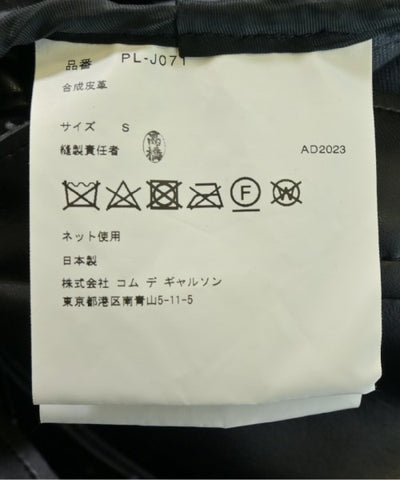 品番 PL-J071
合成皮革
サイズ S
縫製責任者 高橋 AD2023
F W
ネット使用
日本製
株式会社 コム デ ギャルソン
東京都港区南青山5-11-5